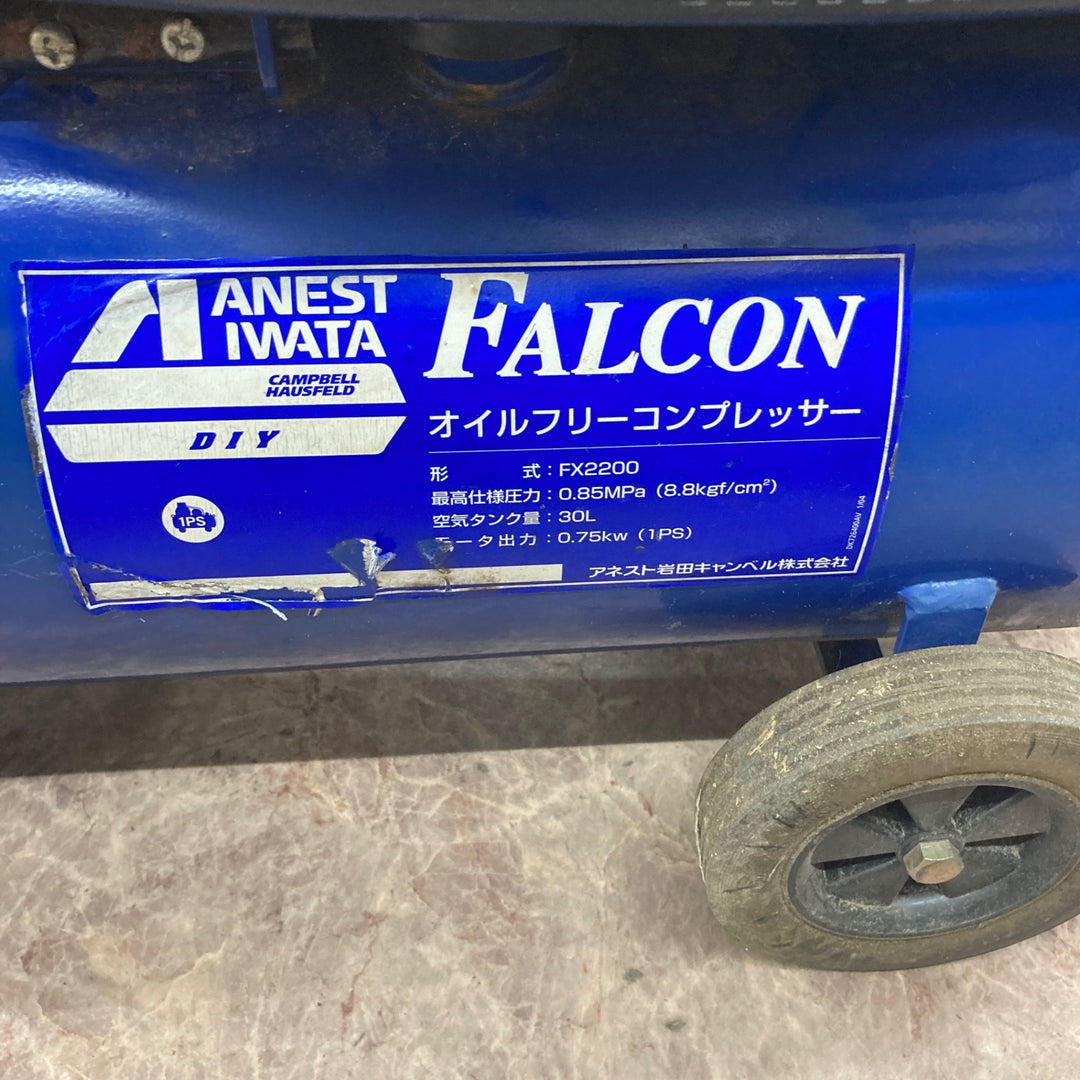 ANEST
IWATA
CAMPBELL
HAUSFELD
DIY
1PS
FALCON
オイルフリーコンプレッサー
形 式：FX2200
最高仕様圧力：0.85MPa（8.8kgf/cm²）
空気タンク量：30L
モータ出力：0.75kw（1PS）
アネスト岩田キャンベル株式会社